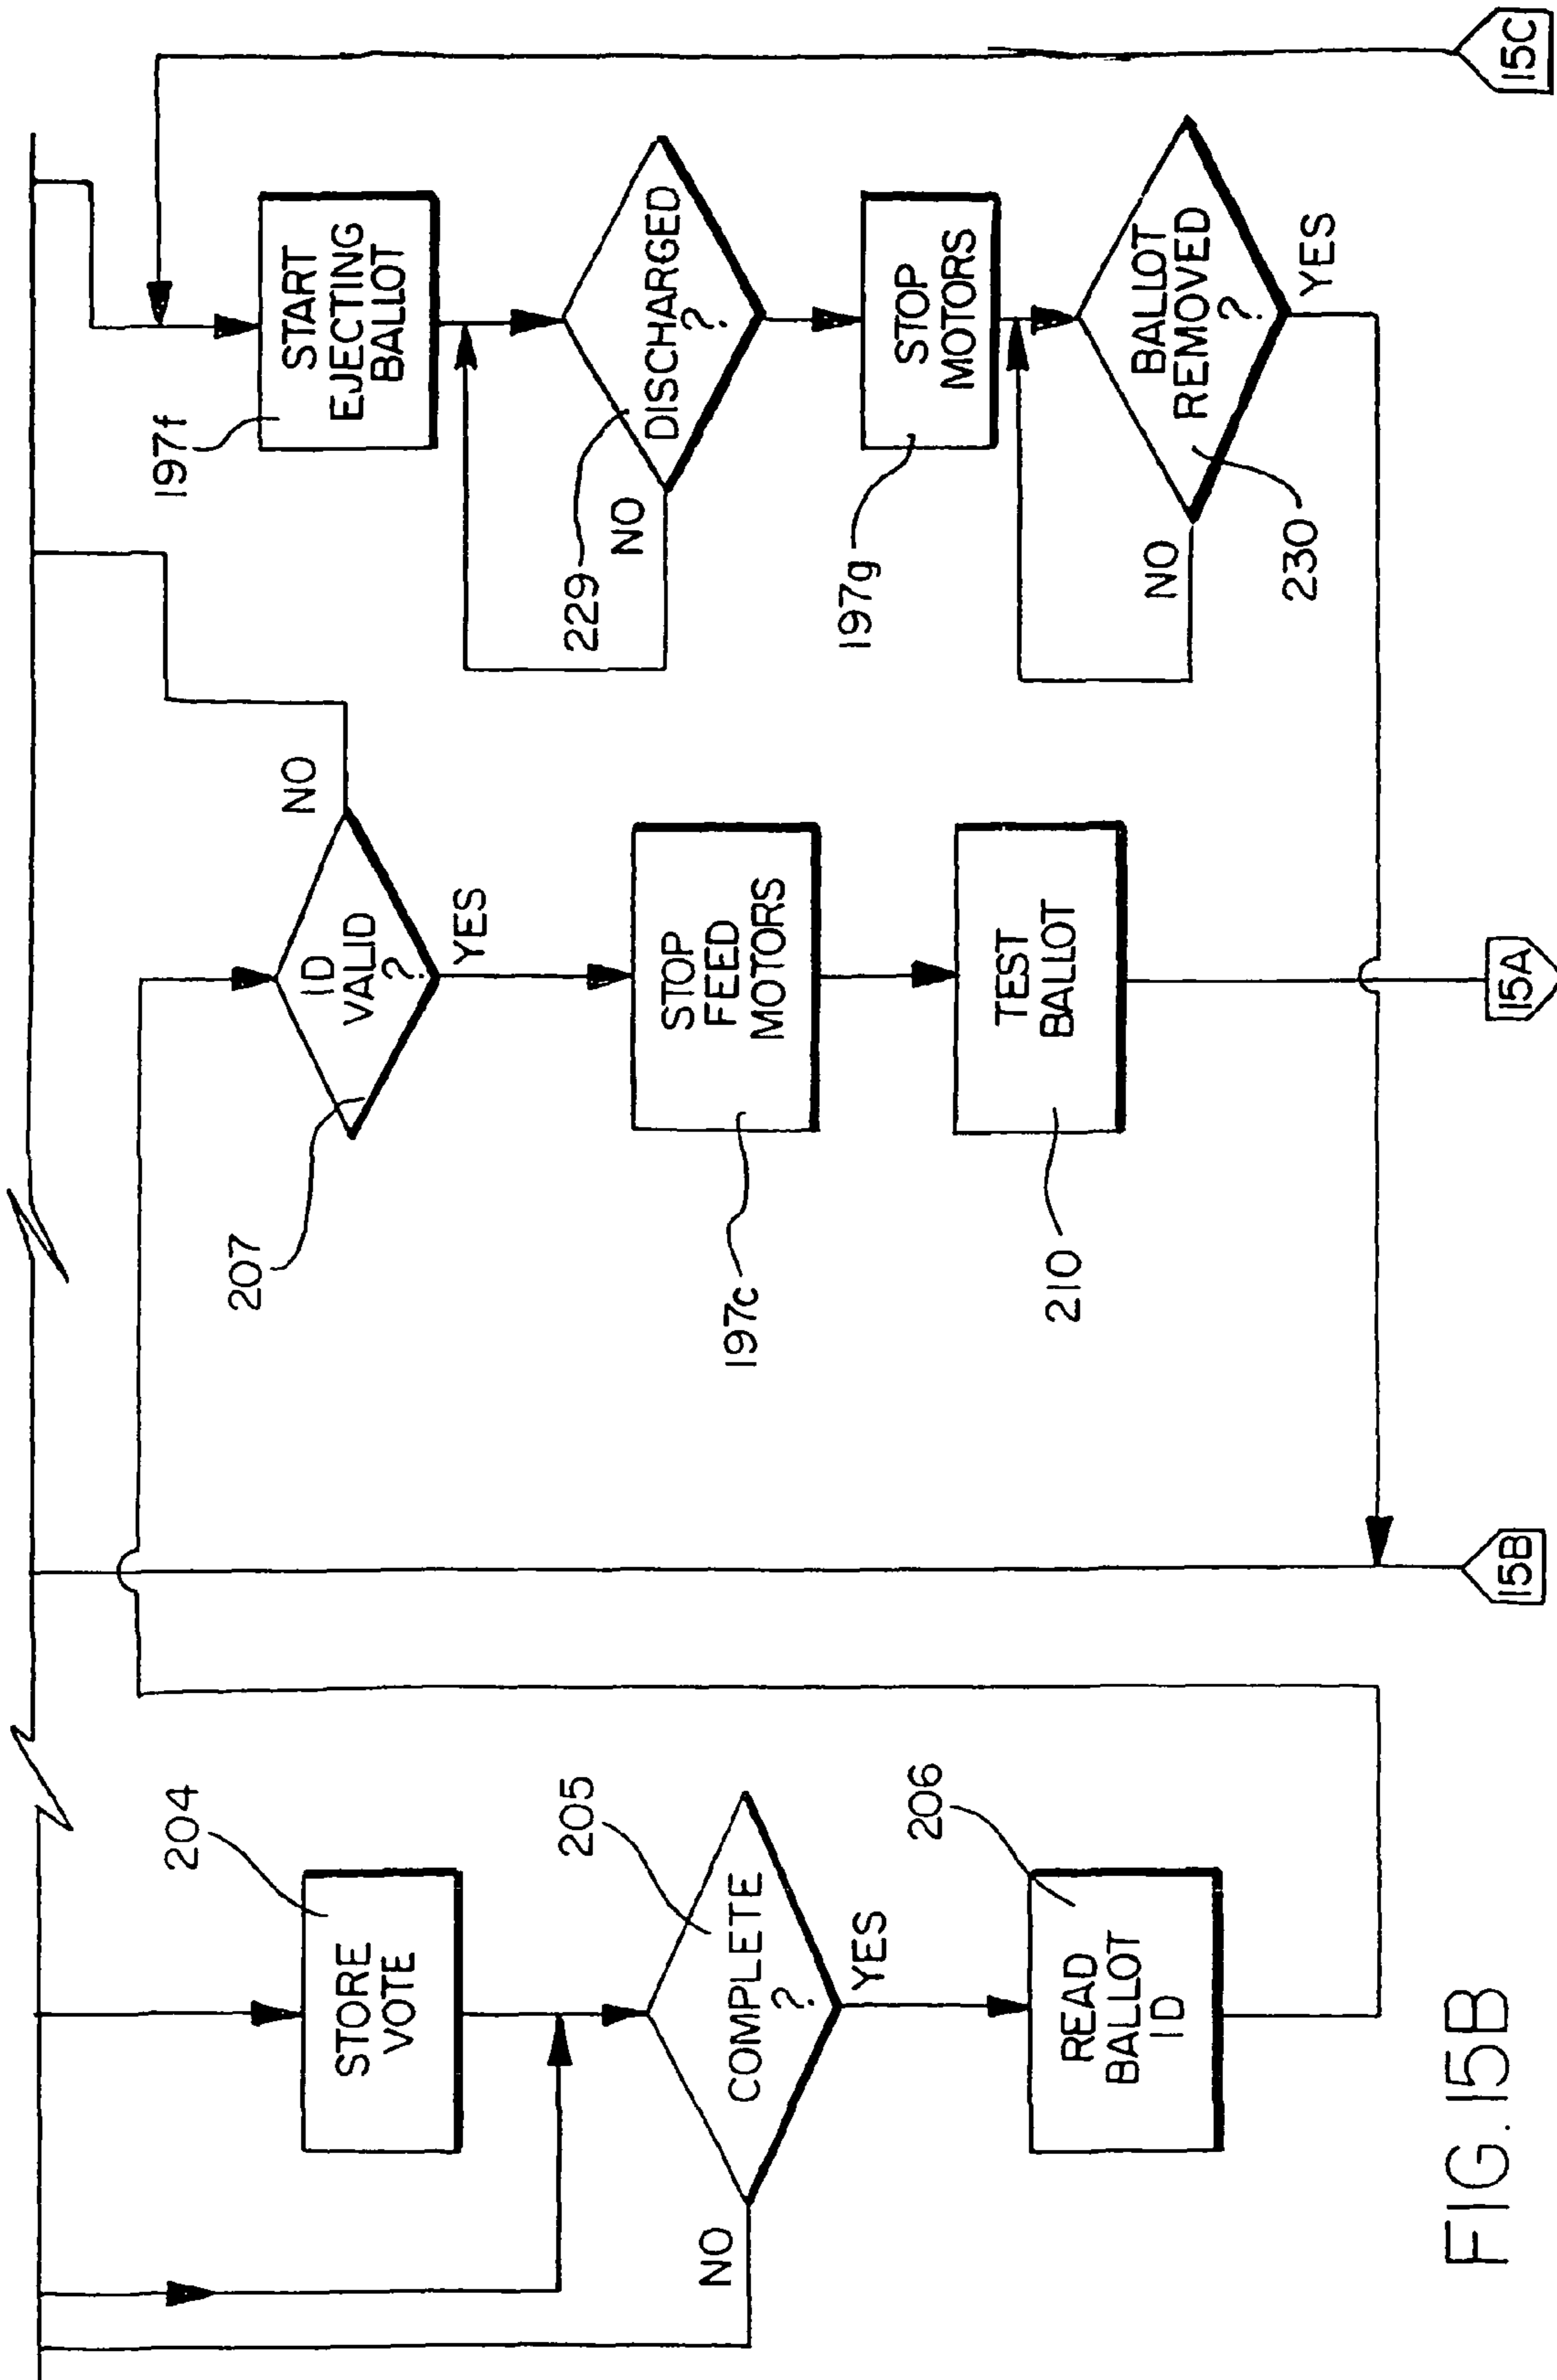 204
STORE
VOTE
205
COMPLETE
?
NO
YES
206
READ
BALLOT
ID
207
ID
VALID
?
NO
YES
STOP
FEED
MOTORS
197c
TEST
BALLOT
210
197f
START
EJECTING
BALLOT
DISCHARGED
?
229
NO
STOP
MOTORS
197g
BALLOT
REMOVED
?
NO
YES
230
15B
15A
15C
FIG. 15B